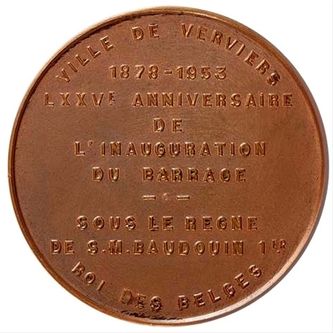 VILLE DE VERVIERS
1878-1953
LXXVE ANNIVERSAIRE
DE
L'INAUGURATION
DU BARRAGE
SOUS LE REGNE
DE S.M.BAUDOUIN 1ER
ROI DES BELGES